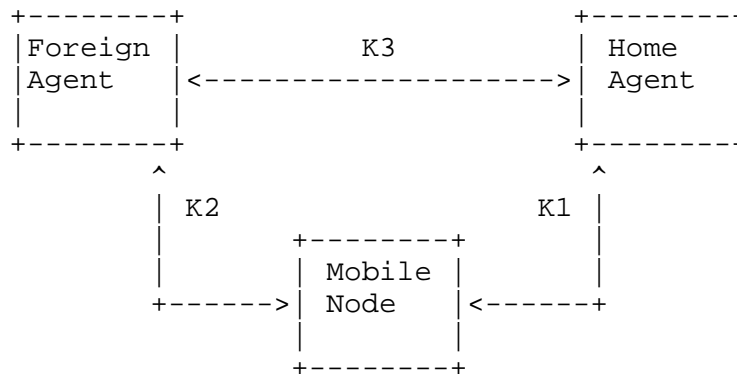 Foreign
Agent
K3
Home
Agent
K2
K1
Mobile
Node